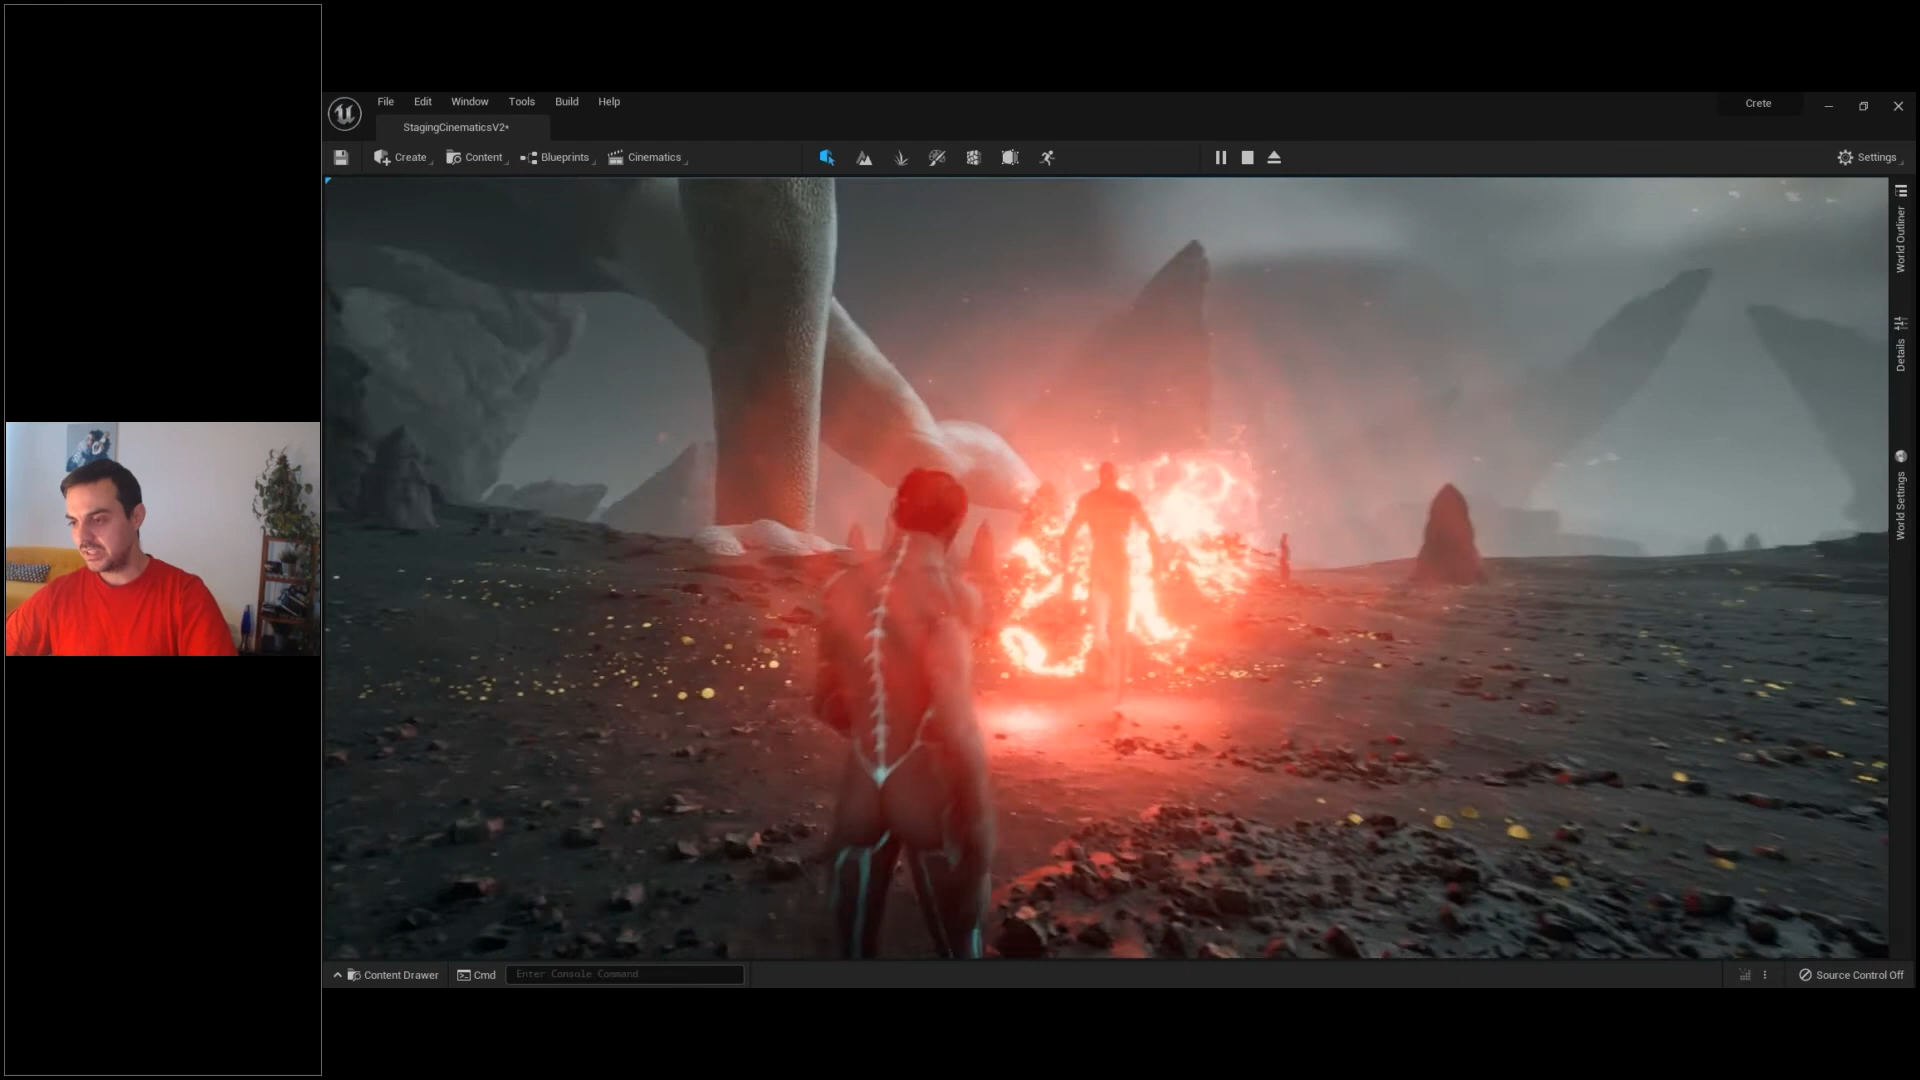 File Edit Window Tools Build Help
Crete
StagingCinematicsV2*
Create Content Blueprints Cinematics
Settings
World Outliner
Details
World Settings
Content Drawer Cmd Enter Console Command
Source Control Off